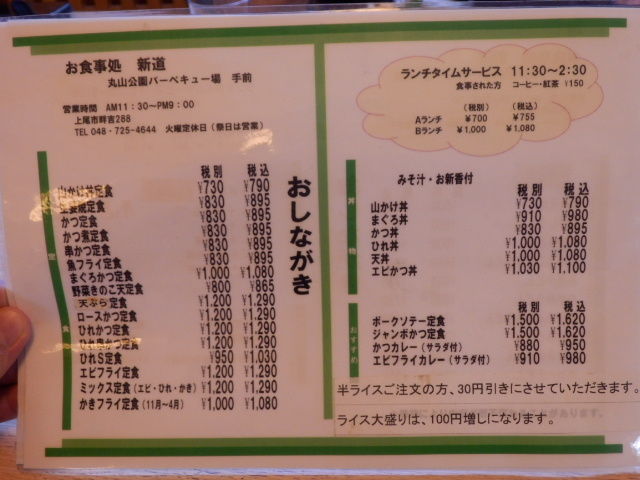 お食事処　新道
丸山公園バーベキュー場　手前
営業時間　AM11：30～PM9：00
上尾市畔吉288
TEL 048-725-4644　火曜定休日（祭日は営業）
おしながき
定食
税別　税込
山かけ丼定食　¥730　¥790
生姜焼定食　¥830　¥895
かつ定食　¥830　¥895
かつ煮定食　¥830　¥895
串かつ定食　¥830　¥895
魚フライ定食　¥830　¥895
まぐろかつ定食　¥1,000　¥1,080
野菜きのこ天定食　¥800　¥865
天ぷら定食　¥1,200　¥1,290
ロースかつ定食　¥1,200　¥1,290
ひれかつ定食　¥1,200　¥1,290
定食　¥1,200　¥1,290
ひれS定食　¥950　¥1,030
エビフライ定食　¥1,200　¥1,290
ミックス定食（エビ・ひれ・かき）　¥1,200　¥1,290
かきフライ定食（11月～4月）　¥1,000　¥1,080
ランチタイムサービス　11：30～2：30
食事された方　コーヒー・紅茶　¥150
（税別）　（税込）
Aランチ　¥700　¥755
Bランチ　¥1,000　¥1,080
丼物
みそ汁・お新香付
税別　税込
山かけ丼　¥730　¥790
まぐろ丼　¥910　¥980
かつ丼　¥830　¥895
ひれ丼　¥1,000　¥1,080
天丼　¥1,000　¥1,080
エビかつ丼　¥1,030　¥1,100
おすすめ
税別　税込
ポークソテー定食　¥1,500　¥1,620
ジャンボかつ定食　¥1,500　¥1,620
かつカレー（サラダ付）　¥880　¥950
エビフライカレー（サラダ付）　¥910　¥980
半ライスご注文の方、30円引きにさせていただきます。
ライス大盛りは、100円増しになります。